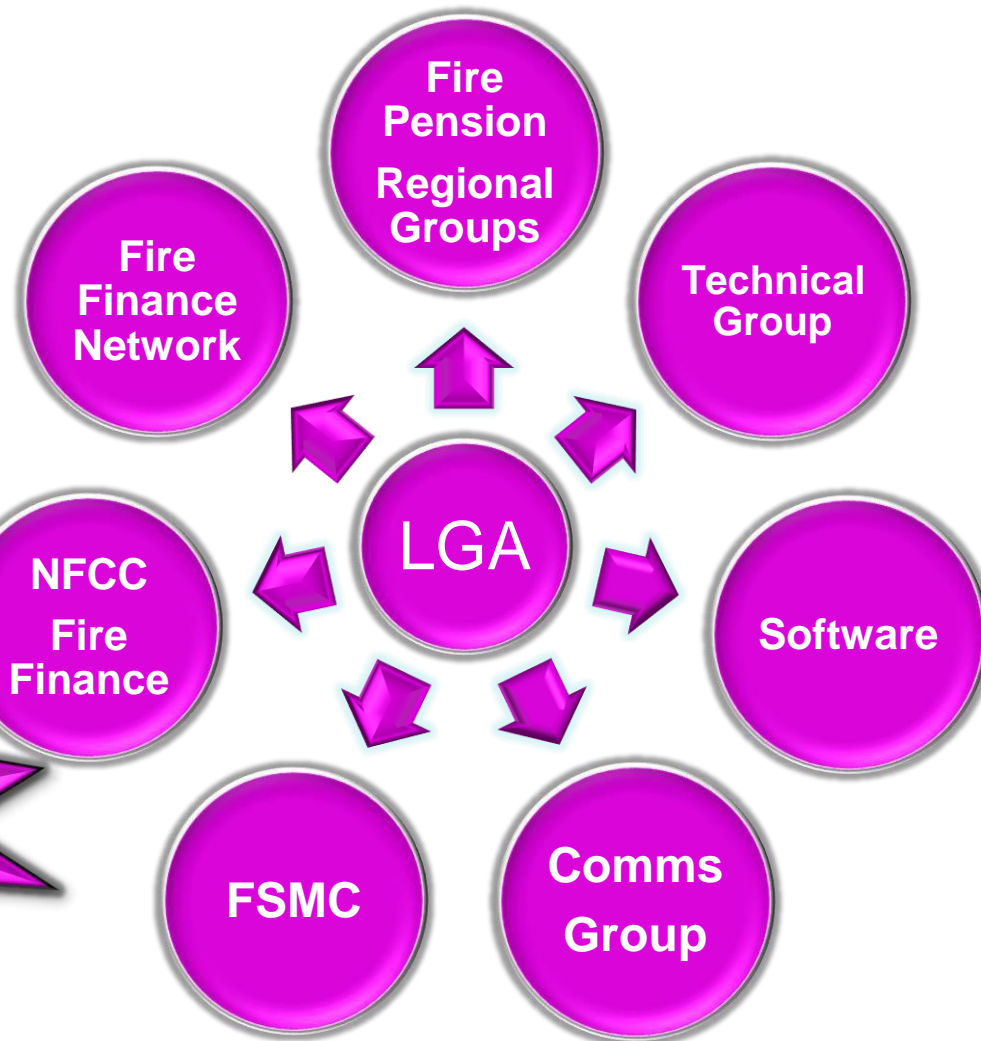 Fire
Pension
Regional
Groups
Fire
Finance
Network
Technical
Group
LGA
NFCC
Fire
Finance
Software
FSMC
Comms
Group